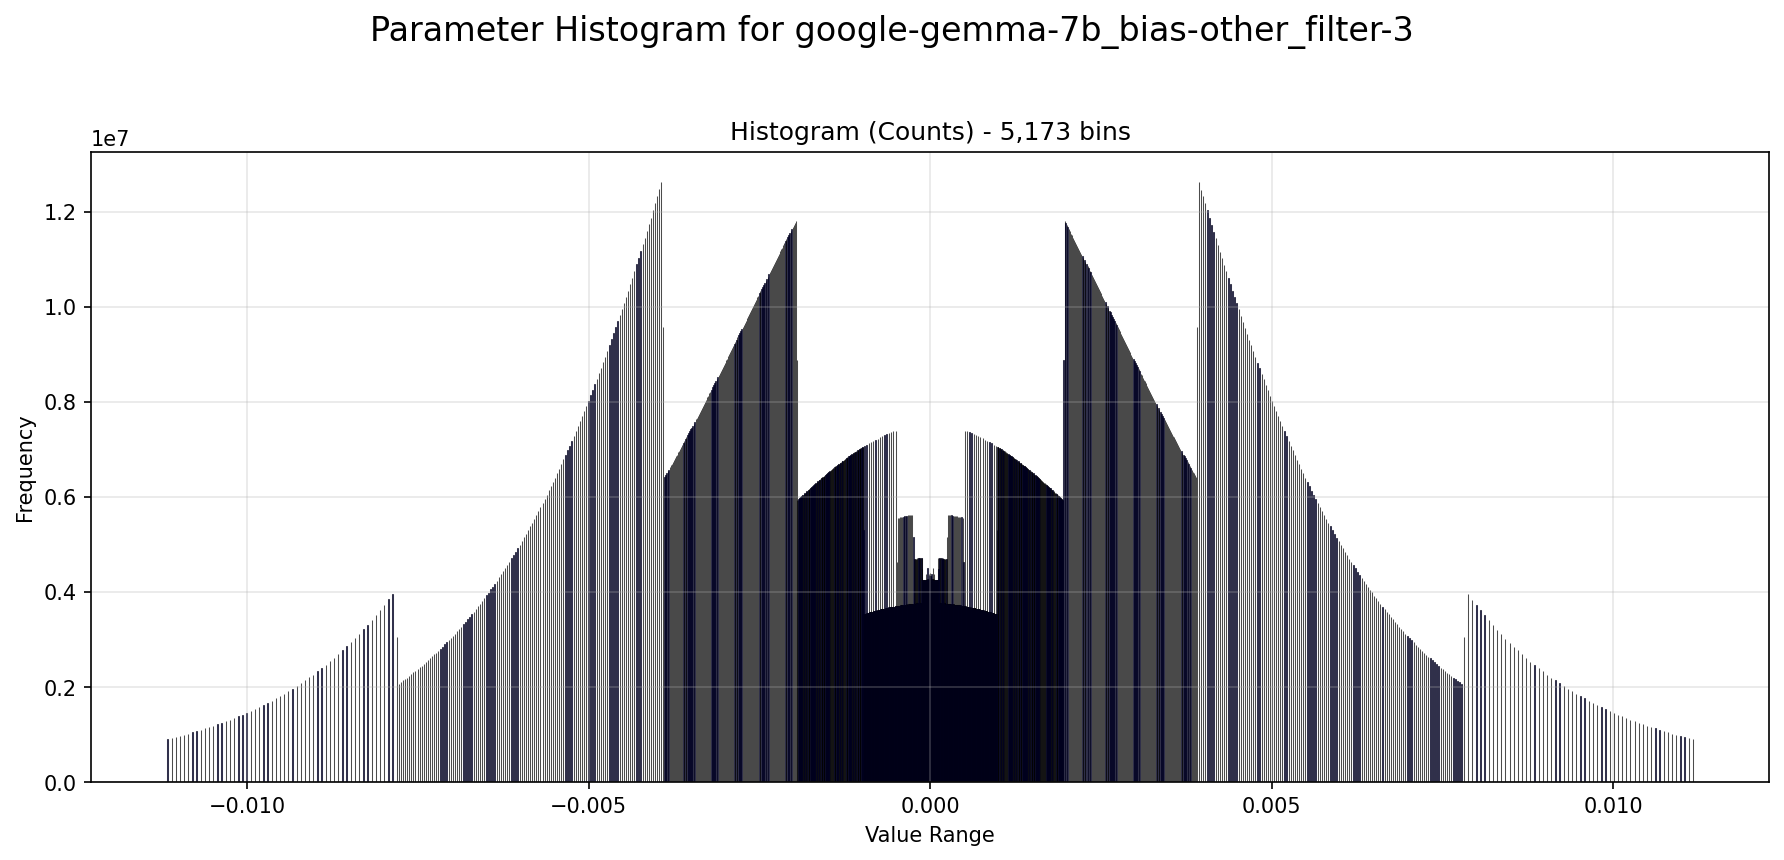 Parameter Histogram for google-gemma-7b_bias-other_filter-3
Histogram (Counts) - 5,173 bins
1e7
1.2
1.0
0.8
0.6
0.4
0.2
0.0
Frequency
−0.010
−0.005
0.000
0.005
0.010
Value Range